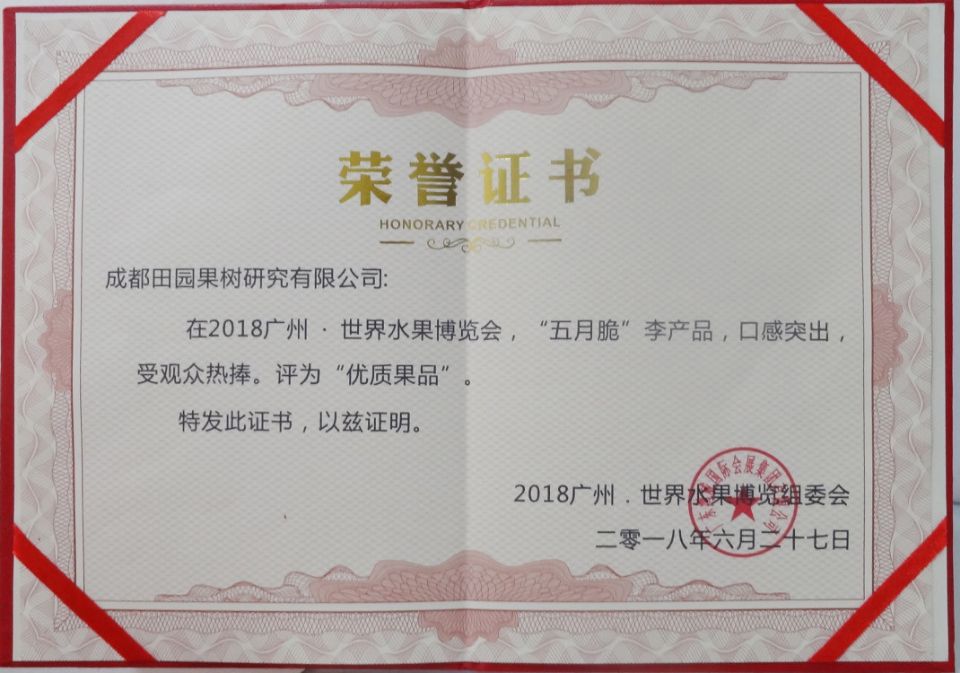 荣誉证书
HONORARY CREDENTIAL
成都田园果树研究有限公司:
在2018广州·世界水果博览会，“五月脆”李产品，口感突出，
受观众热捧。评为“优质果品”。
特发此证书，以兹证明。
2018广州．世界水果博览组委会
二零一八年六月二十七日